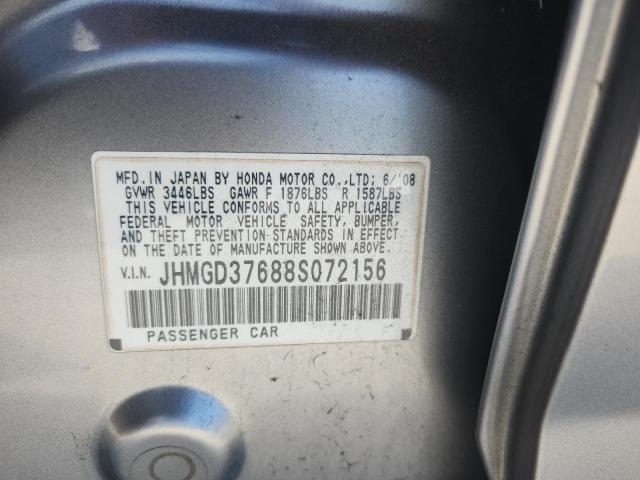 MFD. IN JAPAN BY HONDA MOTOR CO.,LTD: 6/'08
GVWR 3446LBS GAWR F 1876LBS R 1587LBS
THIS VEHICLE CONFORMS TO ALL APPLICABLE
FEDERAL MOTOR VEHICLE SAFETY, BUMPER,
AND THEFT PREVENTION STANDARDS IN EFFECT
ON THE DATE OF MANUFACTURE SHOWN ABOVE.
V.I.N. JHMGD37688S072156
PASSENGER CAR